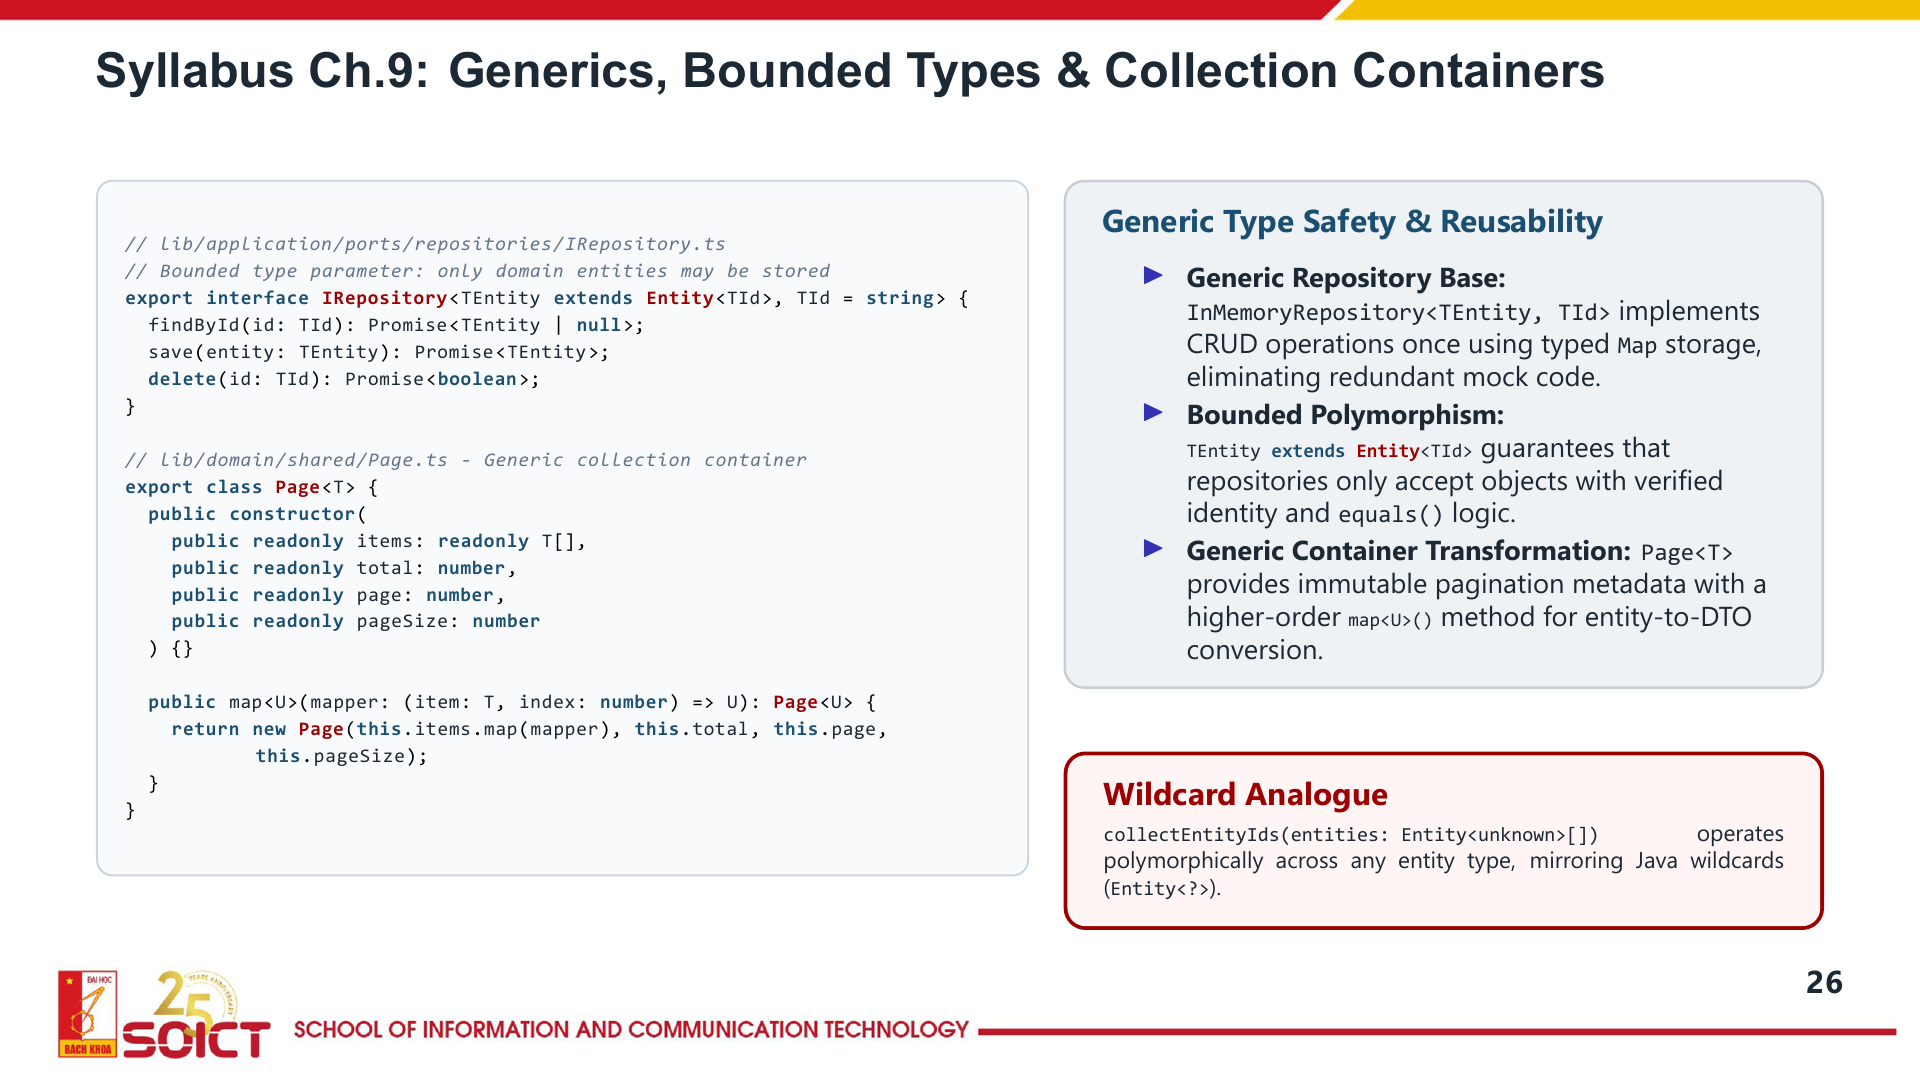 Syllabus Ch.9: Generics, Bounded Types & Collection Containers
// lib/application/ports/repositories/IRepository.ts
// Bounded type parameter: only domain entities may be stored
export interface IRepository<TEntity extends Entity<TId>, TId = string> {
  findById(id: TId): Promise<TEntity | null>;
  save(entity: TEntity): Promise<TEntity>;
  delete(id: TId): Promise<boolean>;
}
// lib/domain/shared/Page.ts - Generic collection container
export class Page<T> {
  public constructor(
    public readonly items: readonly T[],
    public readonly total: number,
    public readonly page: number,
    public readonly pageSize: number
  ) {}
  public map<U>(mapper: (item: T, index: number) => U): Page<U> {
    return new Page(this.items.map(mapper), this.total, this.page,
           this.pageSize);
  }
}
Generic Type Safety & Reusability
▶ Generic Repository Base:
InMemoryRepository<TEntity, TId> implements
CRUD operations once using typed Map storage,
eliminating redundant mock code.
▶ Bounded Polymorphism:
TEntity extends Entity<TId> guarantees that
repositories only accept objects with verified
identity and equals() logic.
▶ Generic Container Transformation: Page<T>
provides immutable pagination metadata with a
higher-order map<U>() method for entity-to-DTO
conversion.
Wildcard Analogue
collectEntityIds(entities: Entity<unknown>[]) operates
polymorphically across any entity type, mirroring Java wildcards
(Entity<?>).
26
ĐẠI HỌC
BÁCH KHOA
25
YEARS ANNIVERSARY
SOICT
SCHOOL OF INFORMATION AND COMMUNICATION TECHNOLOGY